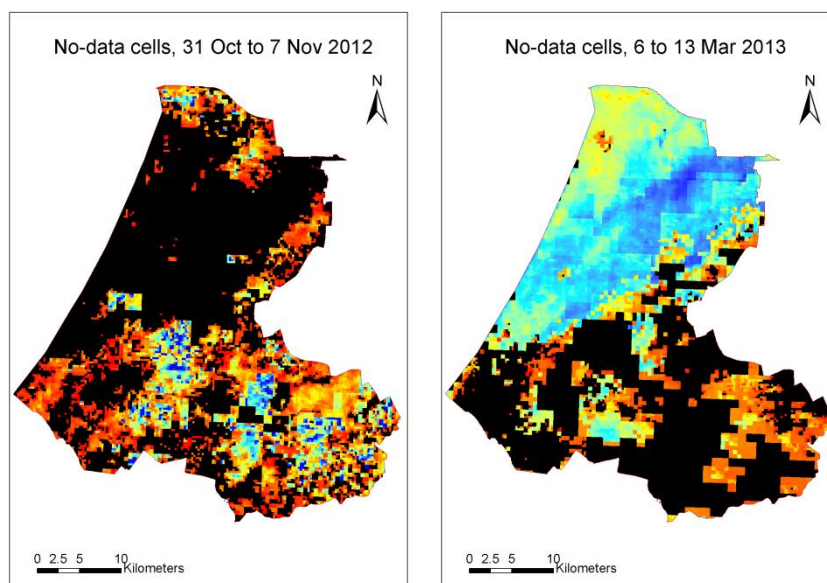 No-data cells, 31 Oct to 7 Nov 2012
N
0 2.5 5 10
Kilometers
No-data cells, 6 to 13 Mar 2013
N
0 2.5 5 10
Kilometers